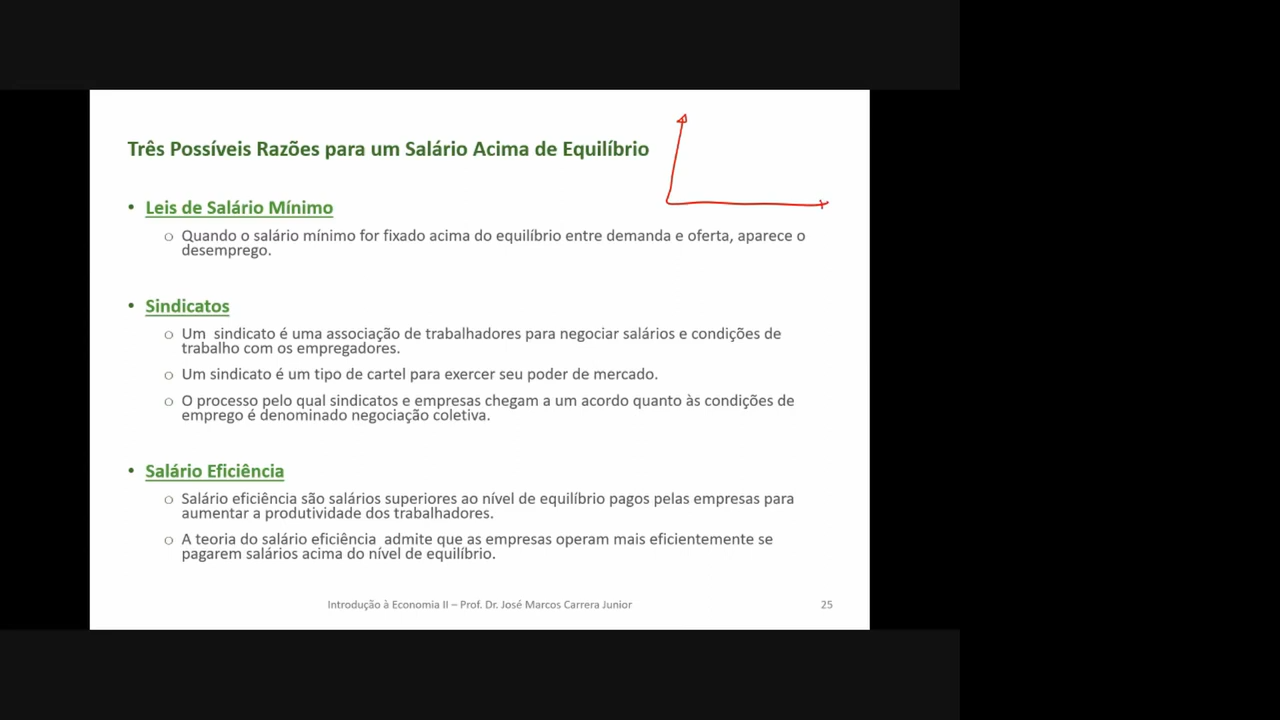 Três Possíveis Razões para um Salário Acima de Equilíbrio
• Leis de Salário Mínimo
○ Quando o salário mínimo for fixado acima do equilíbrio entre demanda e oferta, aparece o
desemprego.
• Sindicatos
○ Um  sindicato é uma associação de trabalhadores para negociar salários e condições de
trabalho com os empregadores.
○ Um sindicato é um tipo de cartel para exercer seu poder de mercado.
○ O processo pelo qual sindicatos e empresas chegam a um acordo quanto às condições de
emprego é denominado negociação coletiva.
• Salário Eficiência
○ Salário eficiência são salários superiores ao nível de equilíbrio pagos pelas empresas para
aumentar a produtividade dos trabalhadores.
○ A teoria do salário eficiência  admite que as empresas operam mais eficientemente se
pagarem salários acima do nível de equilíbrio.
Introdução à Economia II – Prof. Dr. José Marcos Carrera Junior
25